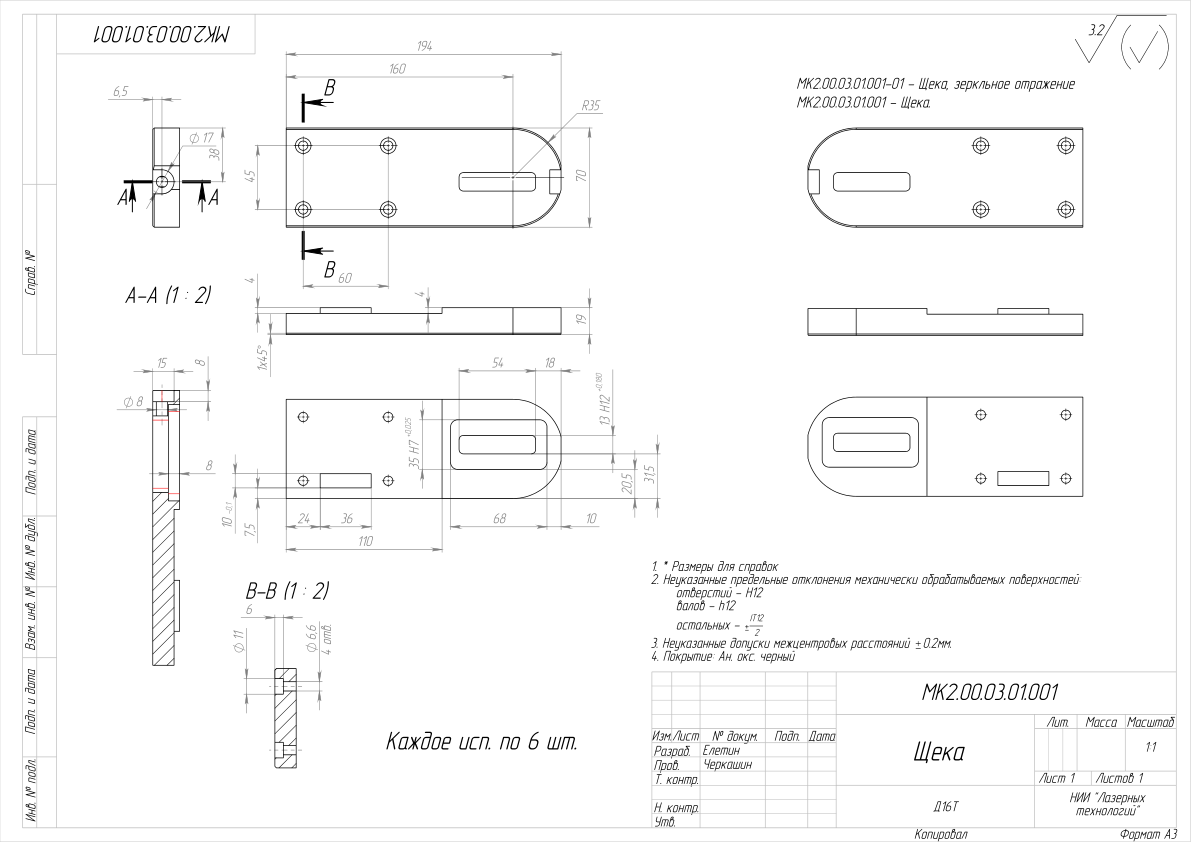 МК2.00.03.01.001
3.2
МК2.00.03.01.001-01 - Щека, зеркльное отражение
МК2.00.03.01.001 - Щека.
194
160
6,5
B
R35
⌀ 17
38
45
70
A
A
B
60
A-A (1 : 2)
4
4
19
1x45°
15
8
⌀ 8
8
54
18
13 H12 +0,180
35 H7 +0,025
20,5
31,5
10 -0,1
7,5
24
36
68
10
110
B-B (1 : 2)
6
⌀ 11
⌀ 6,6
4 отв.
Каждое исп. по 6 шт.
1. * Размеры для справок
2. Неуказанные предельные отклонения механически обрабатываемых поверхностей:
отверстий - H12
валов - h12
остальных - ± IT12/2
3. Неуказанные допуски межцентровых расстояний ±0.2мм.
4. Покрытие: Ан. окс. черный
Справ. №
Подп. и дата
Инв. № дубл.
Взам. инв. №
Подп. и дата
Инв. № подл.
МК2.00.03.01.001
Изм. Лист № докум. Подп. Дата
Разраб. Елетин
Пров. Черкашин
Т. контр.
Н. контр.
Утв.
Щека
Лит. Масса Масштаб
1:1
Лист 1 Листов 1
Д16Т
НИИ "Лазерных
технологий"
Копировал
Формат А3